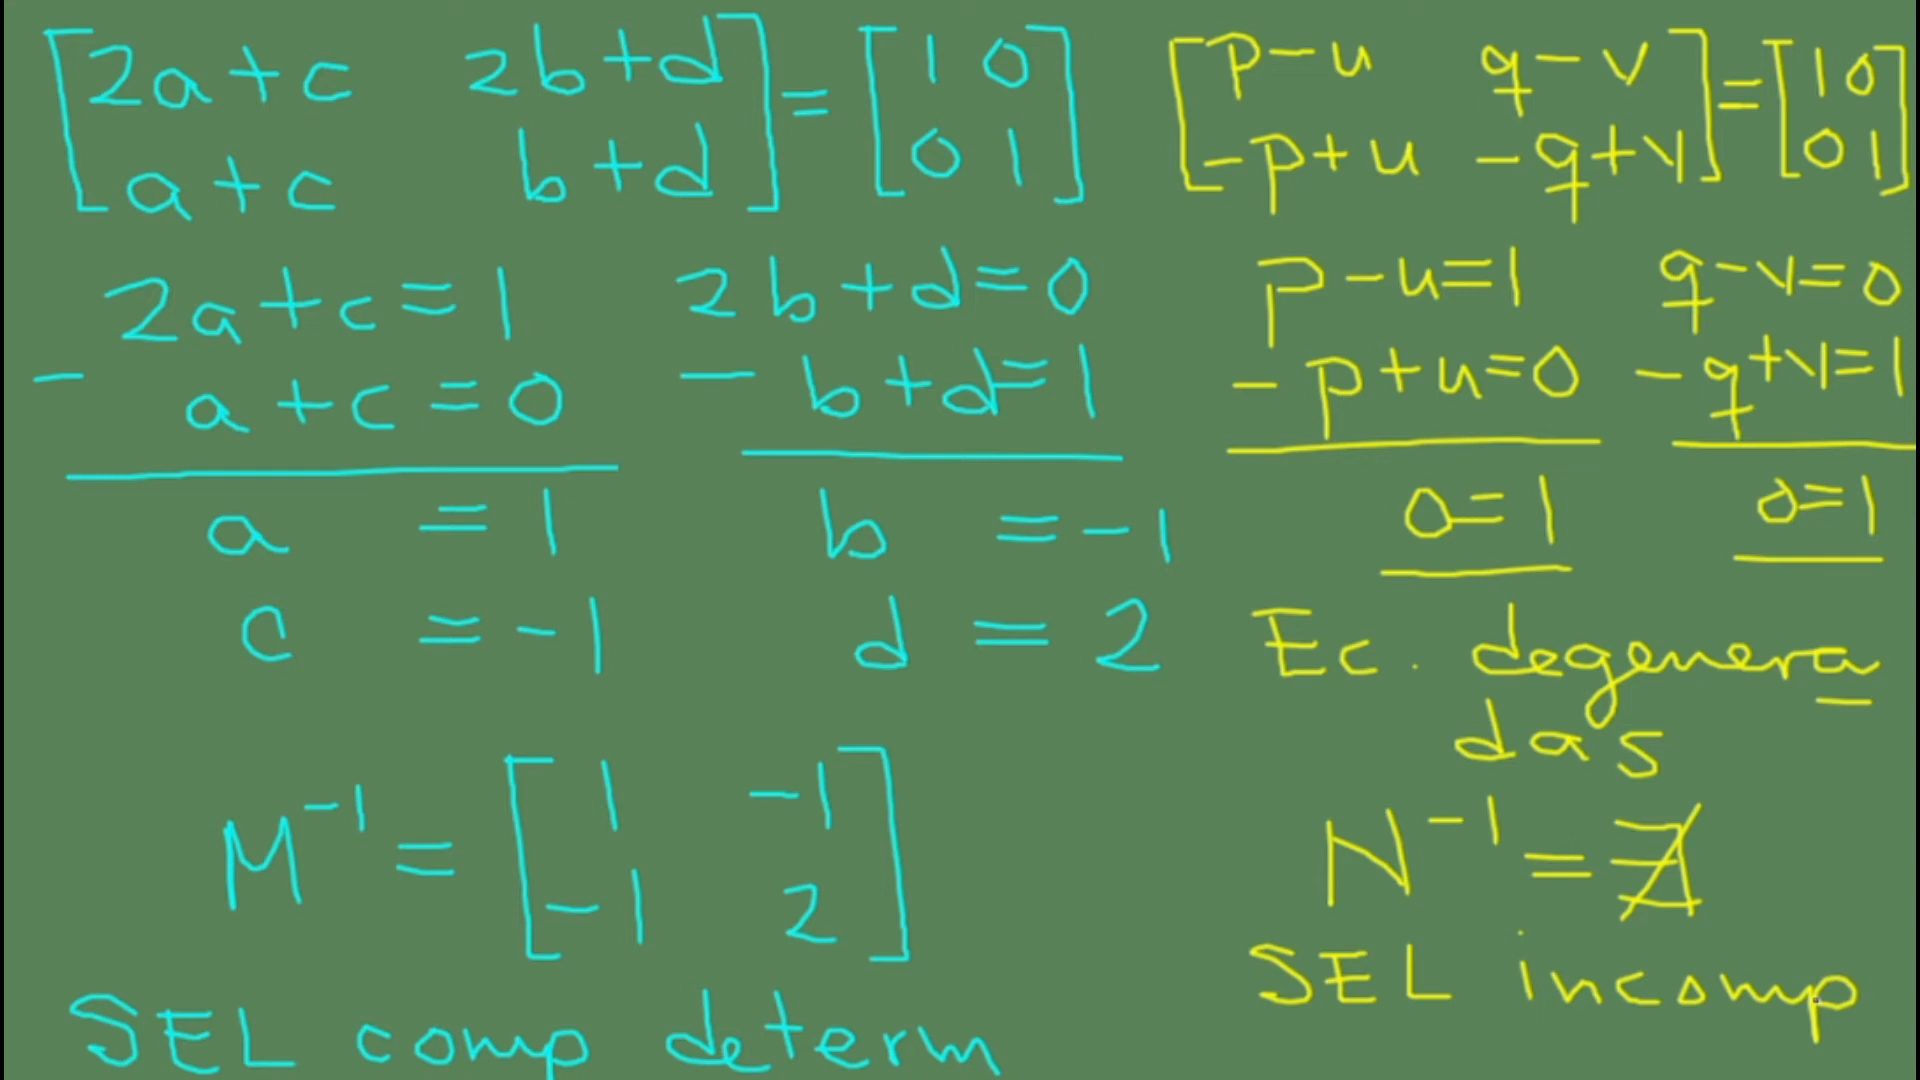 [2a+c 2b+d] = [1 0]
[a+c b+d] [0 1]
2a+c=1 2b+d=0
- a+c=0 - b+d=1
a = 1 b = -1
c = -1 d = 2
M⁻¹ = [1 -1]
[-1 2]
SEL comp determ
[p-u q-v] = [1 0]
[-p+u -q+v] [0 1]
p-u=1 q-v=0
-p+u=0 -q+v=1
0=1 0=1
Ec. degenera
das
N⁻¹ = ∄
SEL incomp